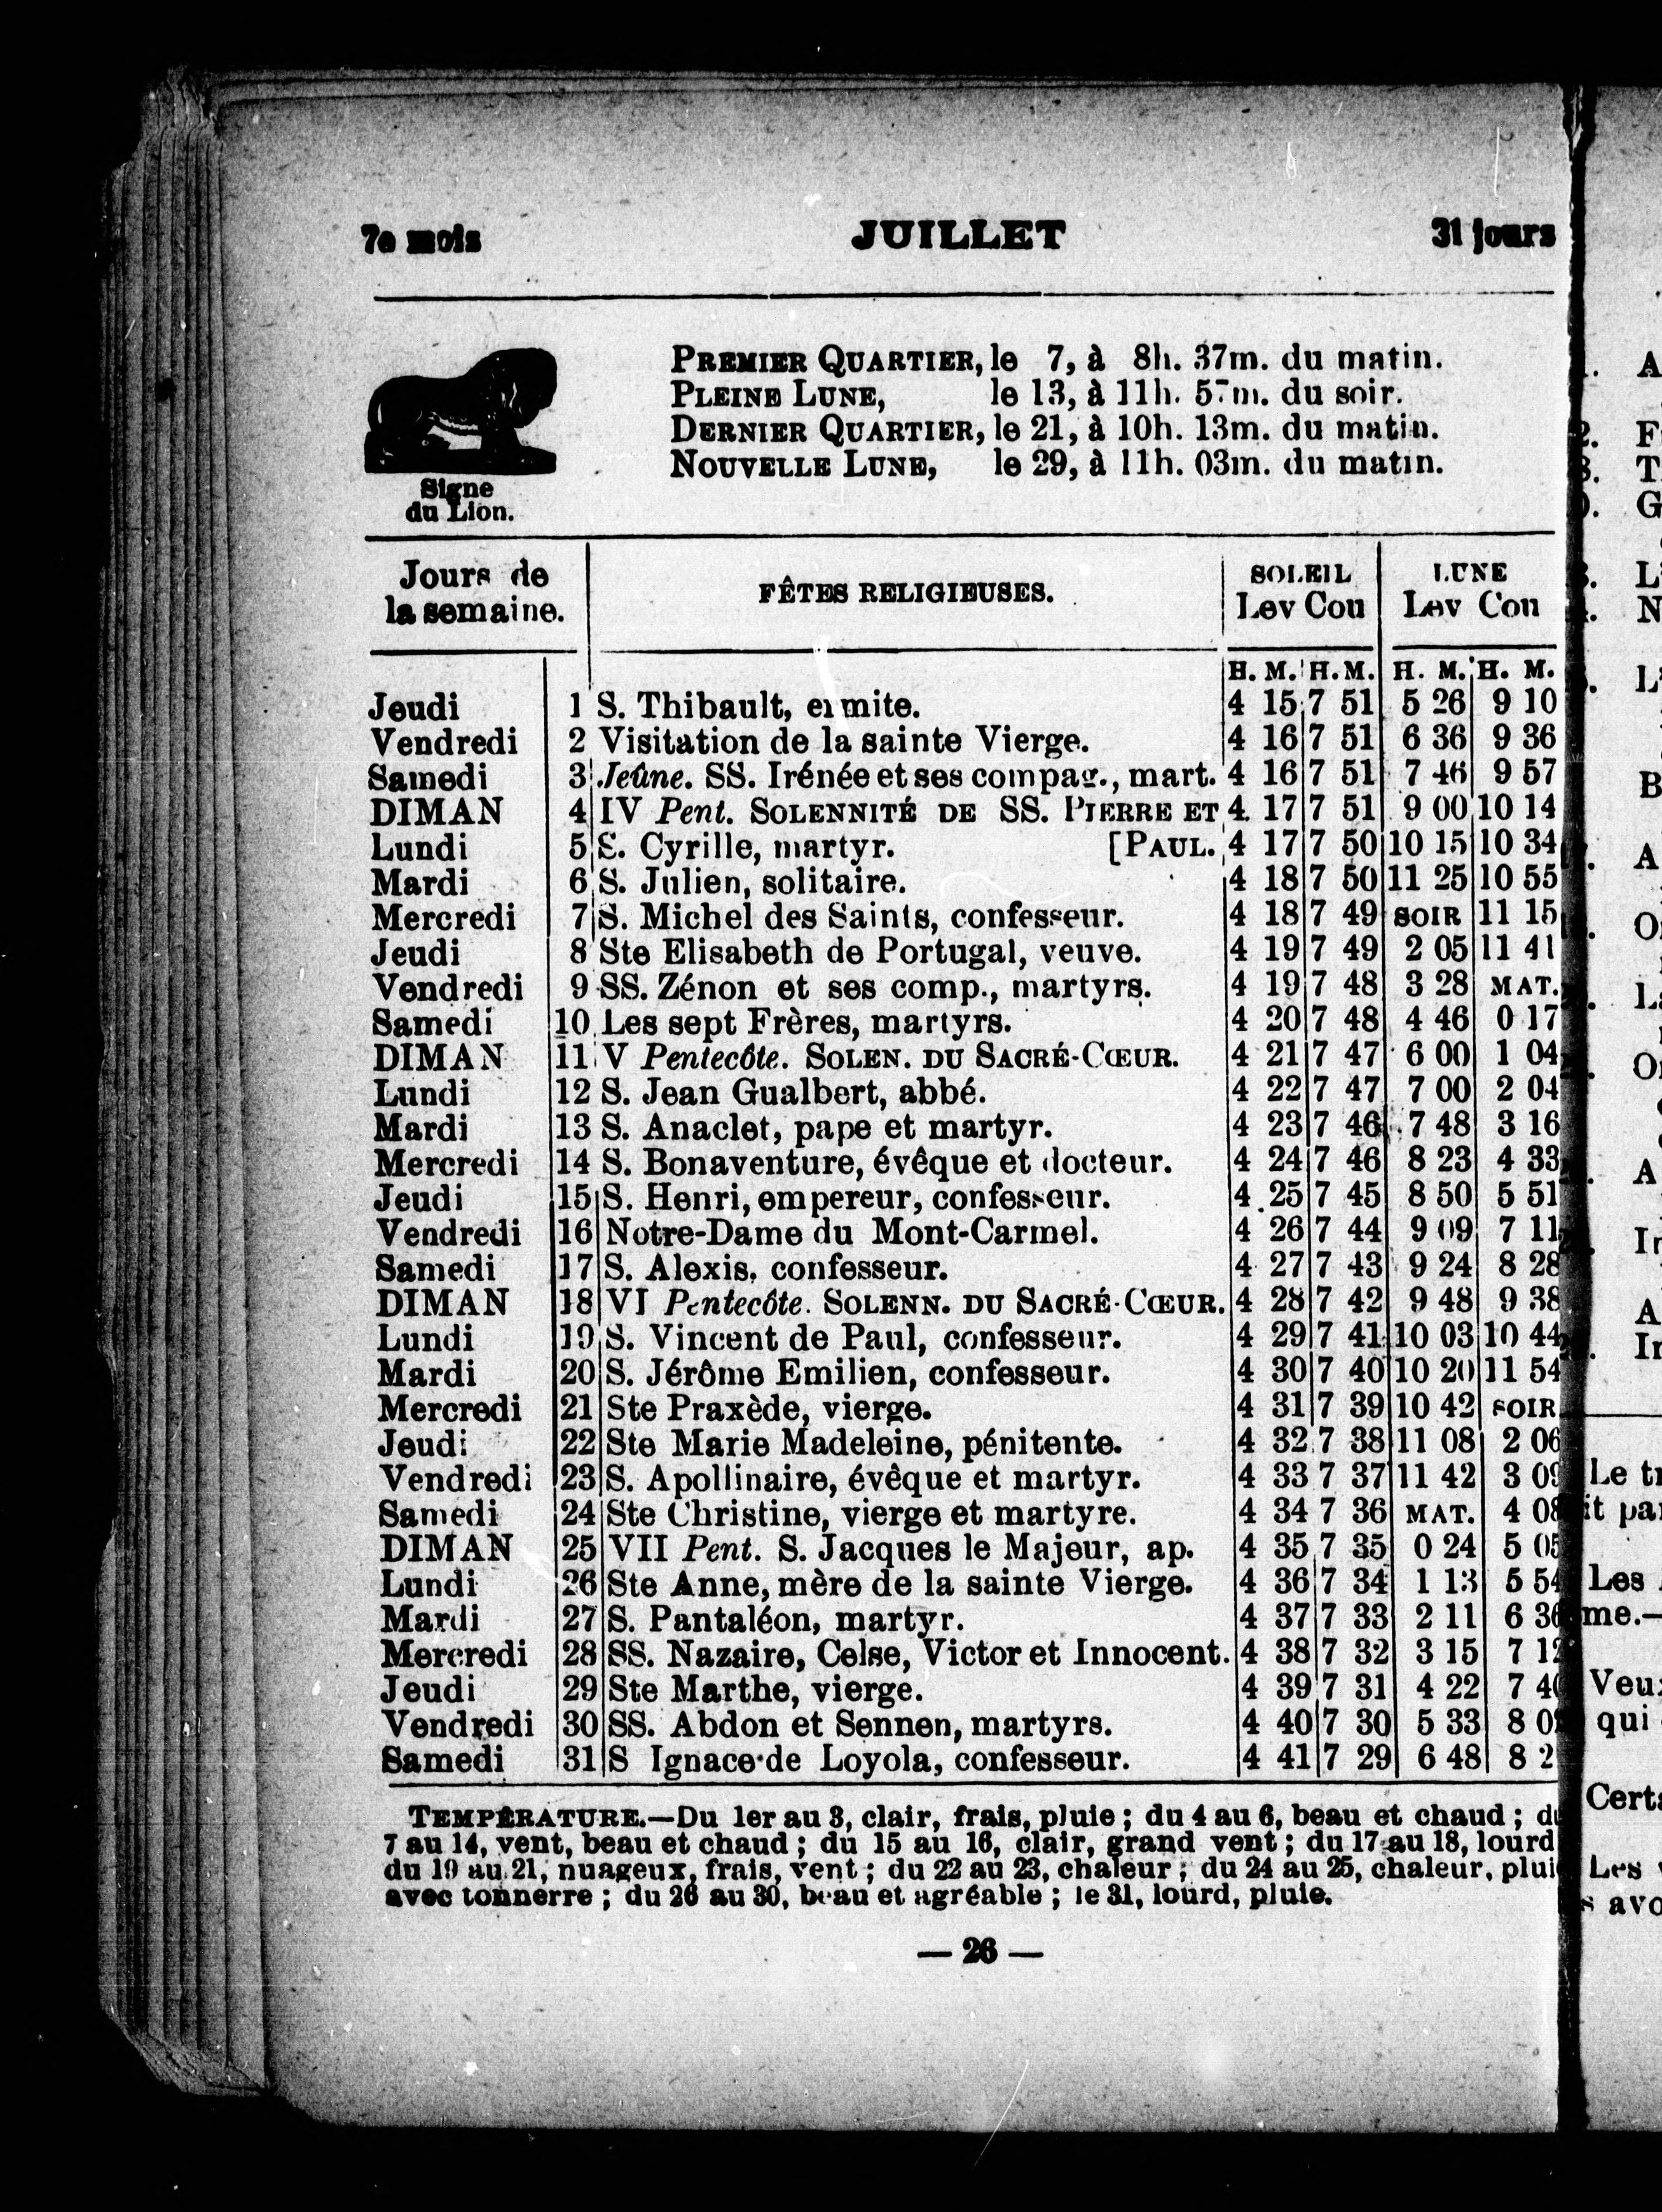 7e mois JUILLET 31 jours
PREMIER QUARTIER, le 7, à 8h. 37m. du matin.
PLEINE LUNE, le 13, à 11h. 57m. du soir.
DERNIER QUARTIER, le 21, à 10h. 13m. du matin.
NOUVELLE LUNE, le 29, à 11h. 03m. du matin.
Signe
du Lion.
Jours de la semaine. FÊTES RELIGIEUSES. SOLEIL Lev Cou LUNE Lev Cou
H. M. H. M. H. M. H. M.
Jeudi 1 S. Thibault, ermite. 4 15 7 51 5 26 9 10
Vendredi 2 Visitation de la sainte Vierge. 4 16 7 51 6 36 9 36
Samedi 3 Jeûne. SS. Irénée et ses compag., mart. 4 16 7 51 7 46 9 57
DIMAN 4 IV Pent. SOLENNITÉ DE SS. PIERRE ET 4 17 7 51 9 00 10 14
Lundi 5 S. Cyrille, martyr. [PAUL. 4 17 7 50 10 15 10 34
Mardi 6 S. Julien, solitaire. 4 18 7 50 11 25 10 55
Mercredi 7 S. Michel des Saints, confesseur. 4 18 7 49 SOIR 11 15
Jeudi 8 Ste Elisabeth de Portugal, veuve. 4 19 7 49 2 05 11 41
Vendredi 9 SS. Zénon et ses comp., martyrs. 4 19 7 48 3 28 MAT.
Samedi 10 Les sept Frères, martyrs. 4 20 7 48 4 46 0 17
DIMAN 11 V Pentecôte. SOLEN. DU SACRÉ-CŒUR. 4 21 7 47 6 00 1 04
Lundi 12 S. Jean Gualbert, abbé. 4 22 7 47 7 00 2 04
Mardi 13 S. Anaclet, pape et martyr. 4 23 7 46 7 48 3 16
Mercredi 14 S. Bonaventure, évêque et docteur. 4 24 7 46 8 23 4 33
Jeudi 15 S. Henri, empereur, confesseur. 4 25 7 45 8 50 5 51
Vendredi 16 Notre-Dame du Mont-Carmel. 4 26 7 44 9 09 7 11
Samedi 17 S. Alexis, confesseur. 4 27 7 43 9 24 8 28
DIMAN 18 VI Pentecôte. SOLENN. DU SACRÉ-CŒUR. 4 28 7 42 9 48 9 38
Lundi 19 S. Vincent de Paul, confesseur. 4 29 7 41 10 03 10 44
Mardi 20 S. Jérôme Emilien, confesseur. 4 30 7 40 10 20 11 54
Mercredi 21 Ste Praxède, vierge. 4 31 7 39 10 42 SOIR
Jeudi 22 Ste Marie Madeleine, pénitente. 4 32 7 38 11 08 2 06
Vendredi 23 S. Apollinaire, évêque et martyr. 4 33 7 37 11 42 3 09
Samedi 24 Ste Christine, vierge et martyre. 4 34 7 36 MAT. 4 08
DIMAN 25 VII Pent. S. Jacques le Majeur, ap. 4 35 7 35 0 24 5 05
Lundi 26 Ste Anne, mère de la sainte Vierge. 4 36 7 34 1 13 5 54
Mardi 27 S. Pantaléon, martyr. 4 37 7 33 2 11 6 36
Mercredi 28 SS. Nazaire, Celse, Victor et Innocent. 4 38 7 32 3 15 7 12
Jeudi 29 Ste Marthe, vierge. 4 39 7 31 4 22 7 40
Vendredi 30 SS. Abdon et Sennen, martyrs. 4 40 7 30 5 33 8 0
Samedi 31 S Ignace de Loyola, confesseur. 4 41 7 29 6 48 8 2
TEMPÉRATURE.—Du 1er au 3, clair, frais, pluie ; du 4 au 6, beau et chaud ; du
7 au 14, vent, beau et chaud ; du 15 au 16, clair, grand vent ; du 17 au 18, lourd
du 19 au 21, nuageux, frais, vent ; du 22 au 23, chaleur ; du 24 au 25, chaleur, plui
avec tonnerre ; du 26 au 30, beau et agréable ; le 31, lourd, pluie.
— 26 —